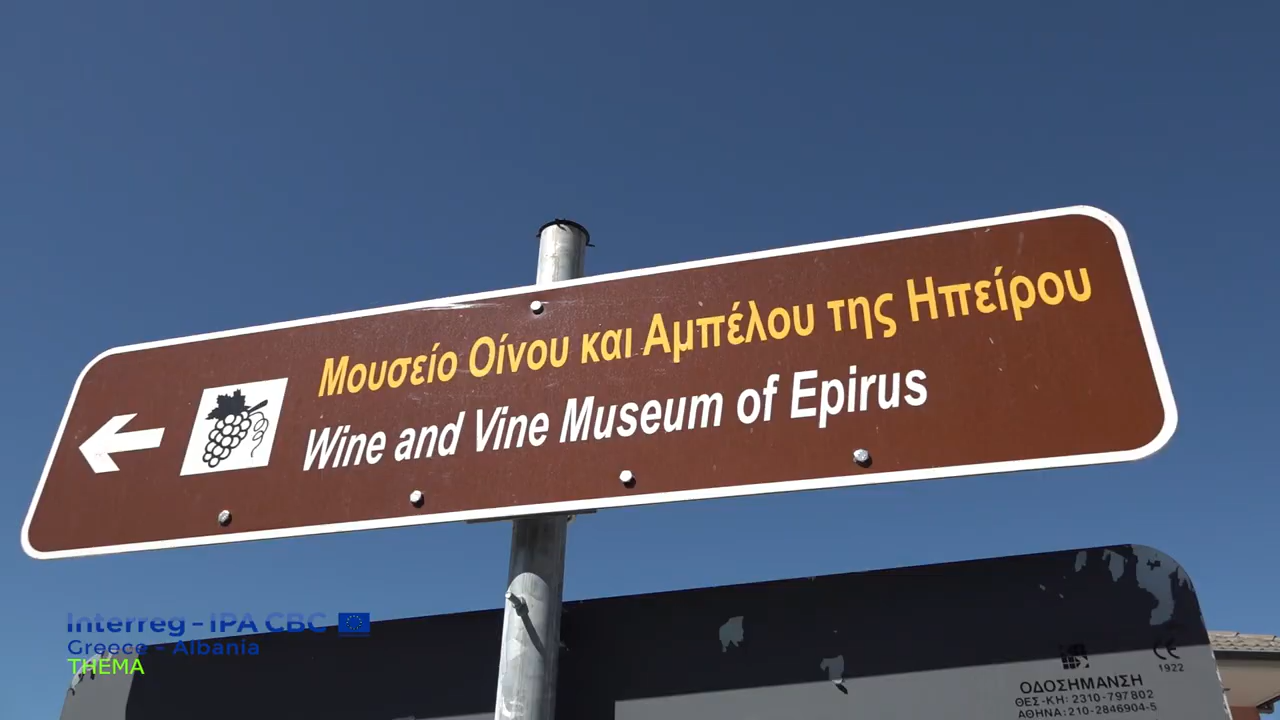 Μουσείο Οίνου και Αμπέλου της Ηπείρου
Wine and Vine Museum of Epirus
Interreg - IPA CBC
Greece - Albania
THEMA
CE
1922
ΟΔΟΣΗΜΑΝΣΗ
ΘΕΣ-ΚΗ: 2310-797802
ΑΘΗΝΑ: 210-2846904-5